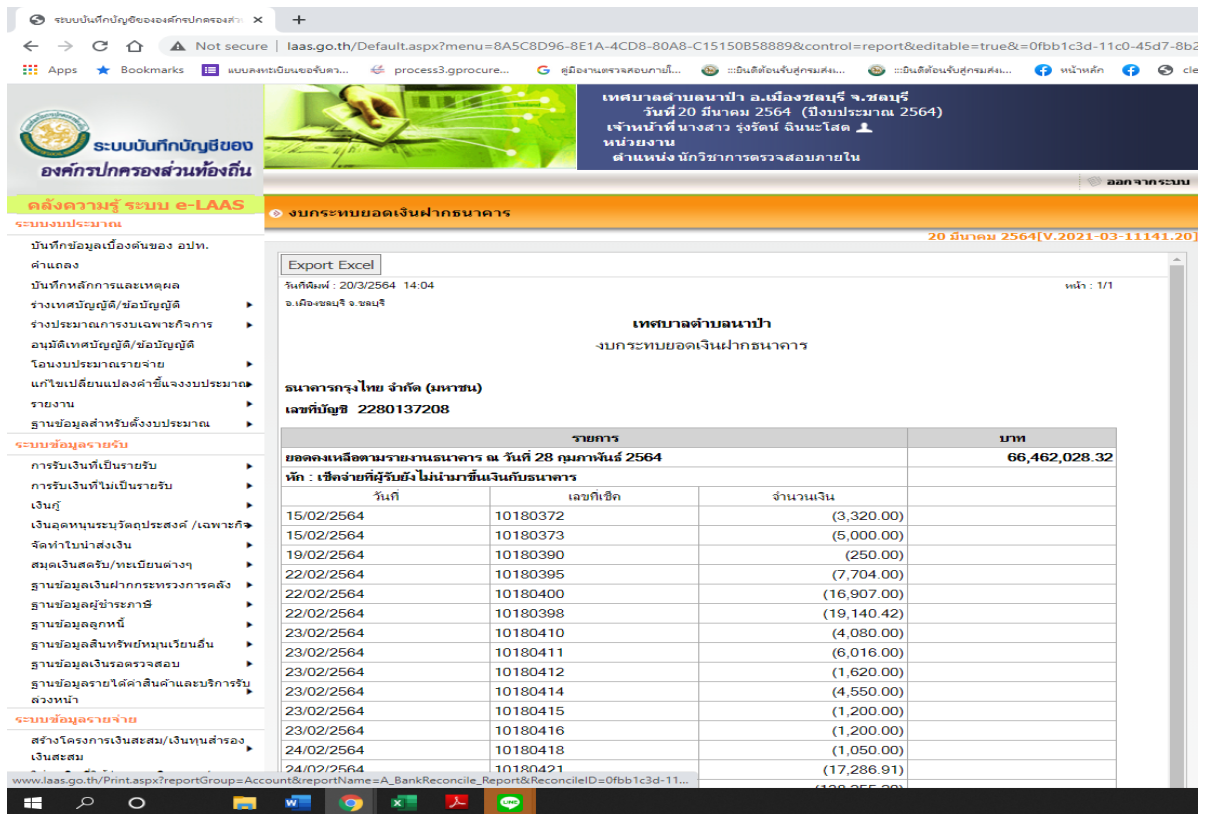 ระบบบันทึกบัญชีขององค์กรปกครองส่ว
Not secure | laas.go.th/Default.aspx?menu=8A5C8D96-8E1A-4CD8-80A8-C15150B58889&control=report&editable=true&t=0fbb1c3d-11c0-45d7-8b2
Apps Bookmarks แบบลงทะเบียนขอรับตร... process3.gprocure... คู่มืองานตรวจสอบภายใ... :::ยินดีต้อนรับสู่กรมส่งเ... :::ยินดีต้อนรับสู่กรมส่งเ... หน้าหลัก cle
เทศบาลตำบลนาป่า อ.เมืองชลบุรี จ.ชลบุรี
วันที่ 20 มีนาคม 2564 (ปีงบประมาณ 2564)
เจ้าหน้าที่ นางสาว รุ่งรัตน์ ฉินนะโสต
หน่วยงาน
ตำแหน่ง นักวิชาการตรวจสอบภายใน
ระบบบันทึกบัญชีของ
องค์กรปกครองส่วนท้องถิ่น
ออกจากระบบ
คลังความรู้ ระบบ e-LAAS
งบกระทบยอดเงินฝากธนาคาร
20 มีนาคม 2564[V.2021-03-11141.20]
ระบบงบประมาณ
บันทึกข้อมูลเบื้องต้นของ อปท.
คำแถลง
บันทึกหลักการและเหตุผล
ร่างเทศบัญญัติ/ข้อบัญญัติ
ร่างประมาณการงบเฉพาะกิจการ
อนุมัติเทศบัญญัติ/ข้อบัญญัติ
โอนงบประมาณรายจ่าย
แก้ไขเปลี่ยนแปลงคำชี้แจงงบประมาณ
รายงาน
ฐานข้อมูลสำหรับตั้งงบประมาณ
ระบบข้อมูลรายรับ
การรับเงินที่เป็นรายรับ
การรับเงินที่ไม่เป็นรายรับ
เงินกู้
เงินอุดหนุนระบุวัตถุประสงค์ /เฉพาะกิจ
จัดทำใบนำส่งเงิน
สมุดเงินสดรับ/ทะเบียนต่างๆ
ฐานข้อมูลเงินฝากกระทรวงการคลัง
ฐานข้อมูลผู้ชำระภาษี
ฐานข้อมูลลูกหนี้
ฐานข้อมูลสินทรัพย์หมุนเวียนอื่น
ฐานข้อมูลเงินรอตรวจสอบ
ฐานข้อมูลรายได้ค่าสินค้าและบริการรับ
ล่วงหน้า
ระบบข้อมูลรายจ่าย
สร้างโครงการเงินสะสม/เงินทุนสำรอง
เงินสะสม
Export Excel
วันที่พิมพ์ : 20/3/2564 14:04 หน้า : 1/1
อ.เมืองชลบุรี จ.ชลบุรี
เทศบาลตำบลนาป่า
งบกระทบยอดเงินฝากธนาคาร
ธนาคารกรุงไทย จำกัด (มหาชน)
เลขที่บัญชี 2280137208
รายการ บาท
ยอดคงเหลือตามรายงานธนาคาร ณ วันที่ 28 กุมภาพันธ์ 2564 66,462,028.32
หัก : เช็คจ่ายที่ผู้รับยังไม่นำมาขึ้นเงินกับธนาคาร
วันที่ เลขที่เช็ค จำนวนเงิน
15/02/2564 10180372 (3,320.00)
15/02/2564 10180373 (5,000.00)
19/02/2564 10180390 (250.00)
22/02/2564 10180395 (7,704.00)
22/02/2564 10180400 (16,907.00)
22/02/2564 10180398 (19,140.42)
23/02/2564 10180410 (4,080.00)
23/02/2564 10180411 (6,016.00)
23/02/2564 10180412 (1,620.00)
23/02/2564 10180414 (4,550.00)
23/02/2564 10180415 (1,200.00)
23/02/2564 10180416 (1,200.00)
24/02/2564 10180418 (1,050.00)
24/02/2564 10180421 (17,286.91)
www.laas.go.th/Print.aspx?reportGroup=Account&reportName=A_BankReconcile_Report&ReconcileID=0fbb1c3d-11...